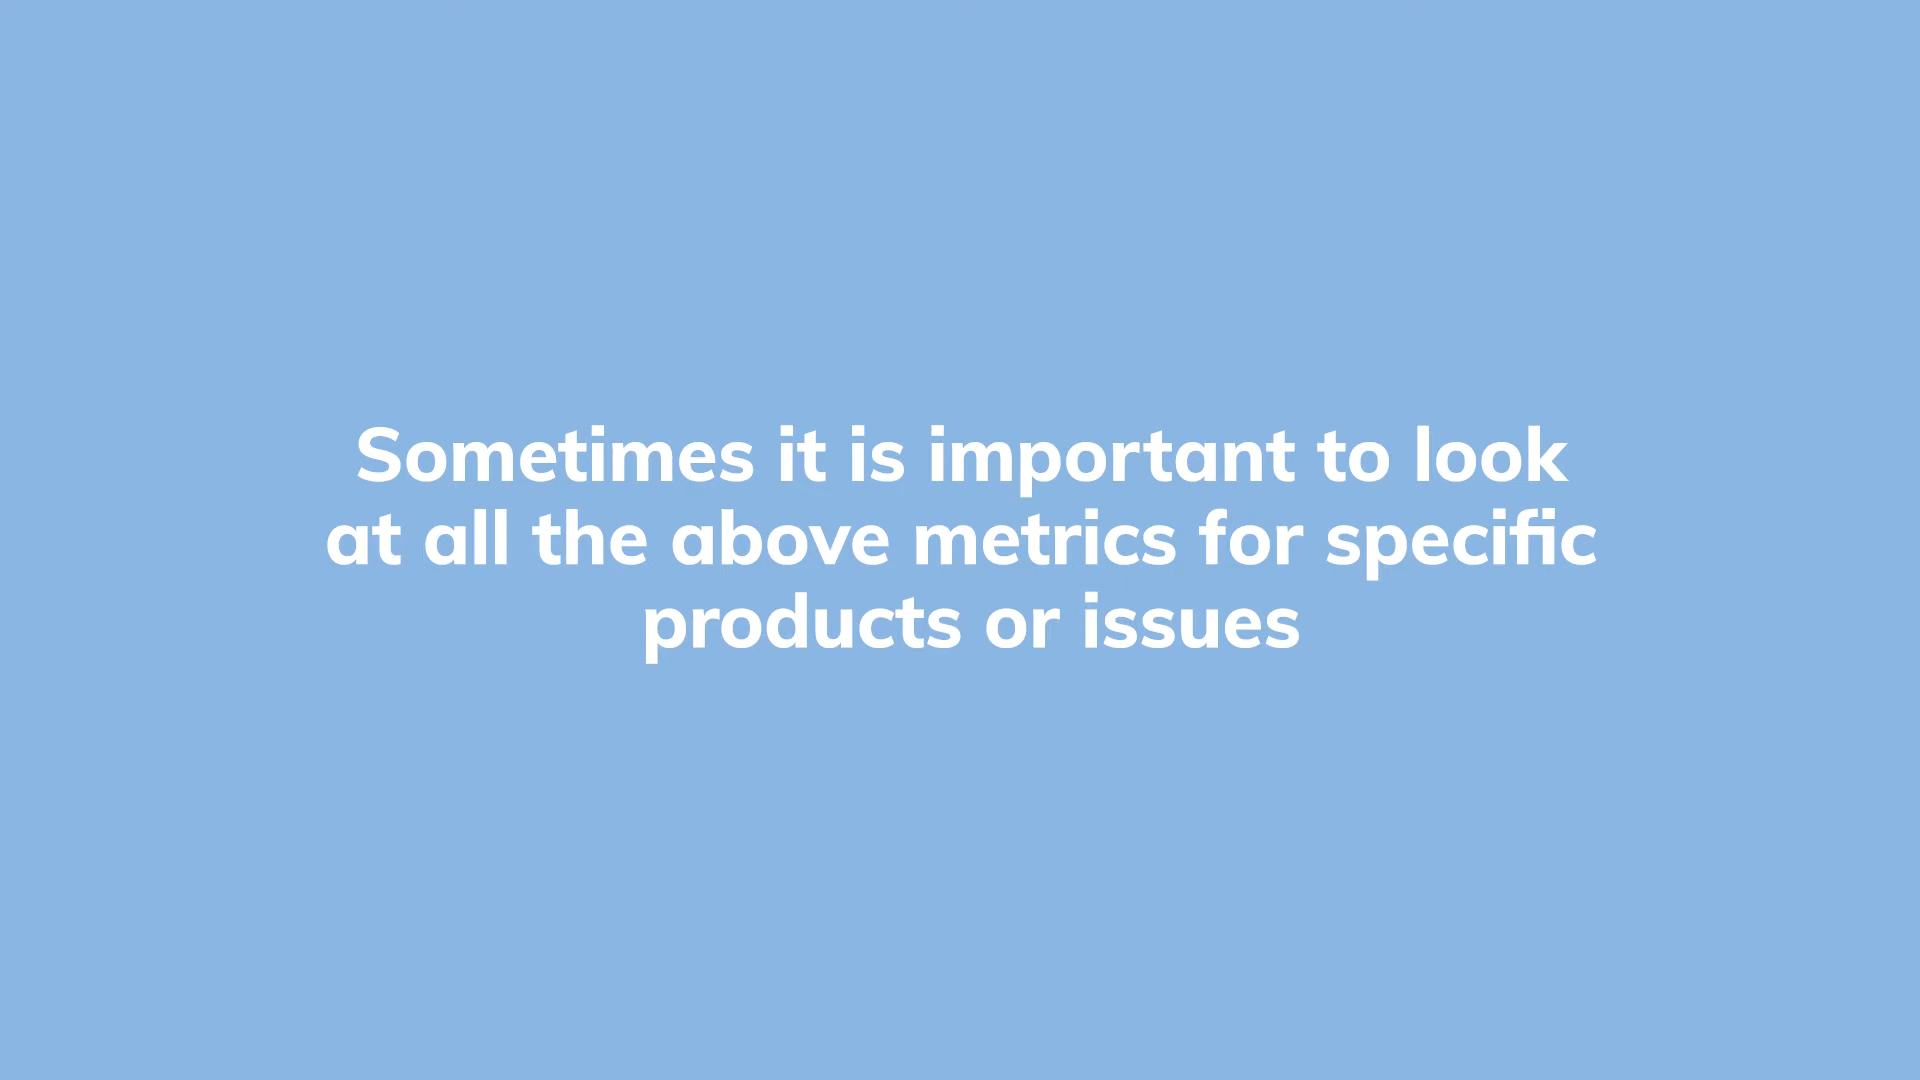 Sometimes it is important to look
at all the above metrics for specific
products or issues